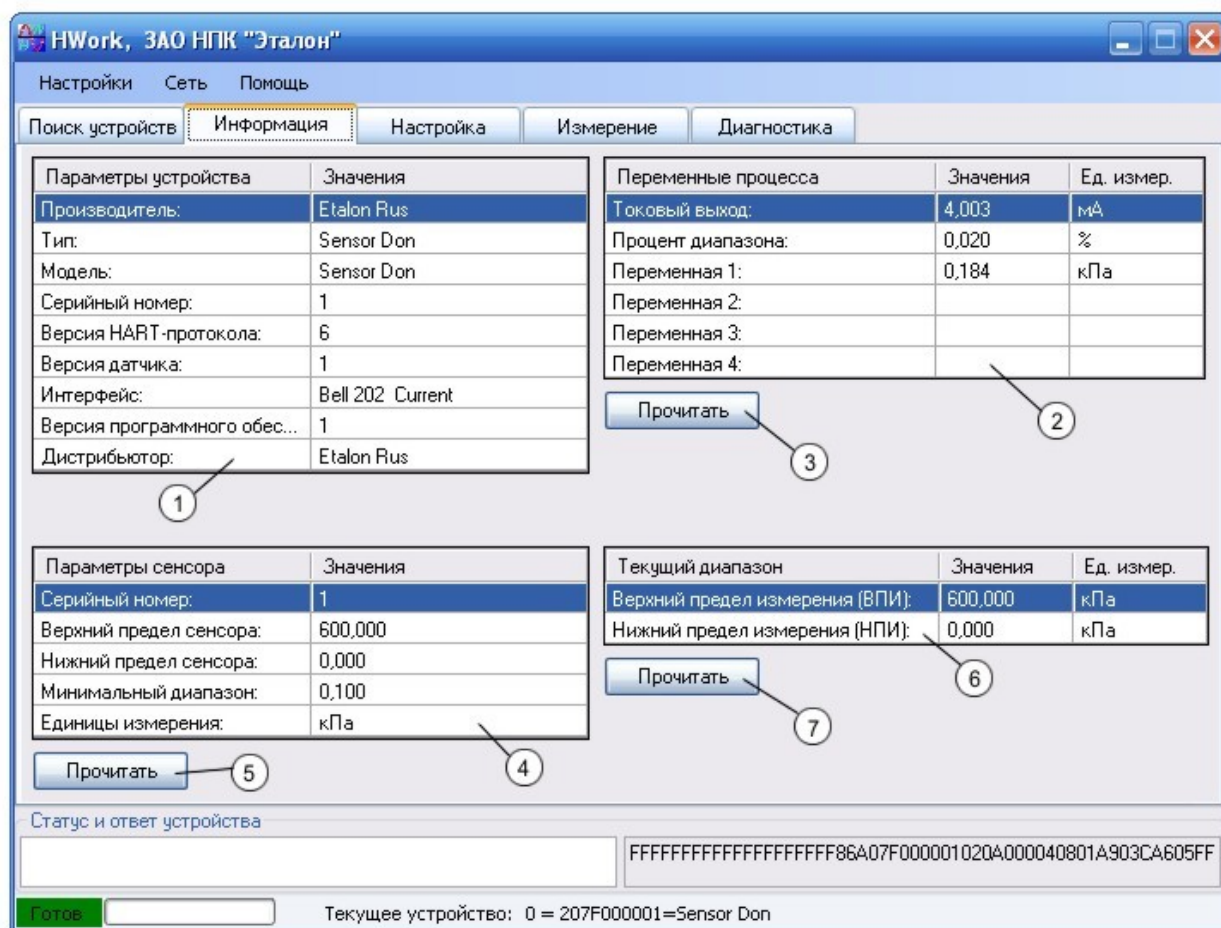 HWork, ЗАО НПК "Эталон"
Настройки Сеть Помощь
Поиск устройств Информация Настройка Измерение Диагностика
Параметры устройства Значения
Производитель: Etalon Rus
Тип: Sensor Don
Модель: Sensor Don
Серийный номер: 1
Версия HART-протокола: 6
Версия датчика: 1
Интерфейс: Bell 202 Current
Версия программного обес... 1
Дистрибьютор: Etalon Rus
1
Переменные процесса Значения Ед. измер.
Токовый выход: 4,003 мА
Процент диапазона: 0,020 %
Переменная 1: 0,184 кПа
Переменная 2:
Переменная 3:
Переменная 4:
2
Прочитать
3
Параметры сенсора Значения
Серийный номер: 1
Верхний предел сенсора: 600,000
Нижний предел сенсора: 0,000
Минимальный диапазон: 0,100
Единицы измерения: кПа
4
Прочитать 5
Текущий диапазон Значения Ед. измер.
Верхний предел измерения (ВПИ): 600,000 кПа
Нижний предел измерения (НПИ): 0,000 кПа
6
Прочитать
7
Статус и ответ устройства
FFFFFFFFFFFFFFFFFFFF86A07F000001020A000040801A903CA605FF
Готов Текущее устройство: 0 = 207F000001=Sensor Don